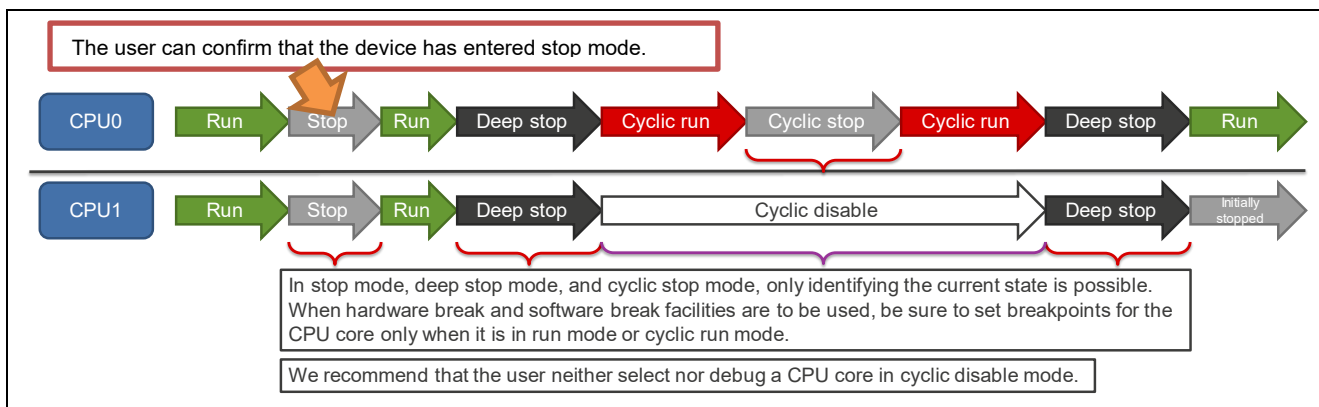 The user can confirm that the device has entered stop mode.
CPU0
Run
Stop
Run
Deep stop
Cyclic run
Cyclic stop
Cyclic run
Deep stop
Run
CPU1
Run
Stop
Run
Deep stop
Cyclic disable
Deep stop
Initially
stopped
In stop mode, deep stop mode, and cyclic stop mode, only identifying the current state is possible.
When hardware break and software break facilities are to be used, be sure to set breakpoints for the
CPU core only when it is in run mode or cyclic run mode.
We recommend that the user neither select nor debug a CPU core in cyclic disable mode.